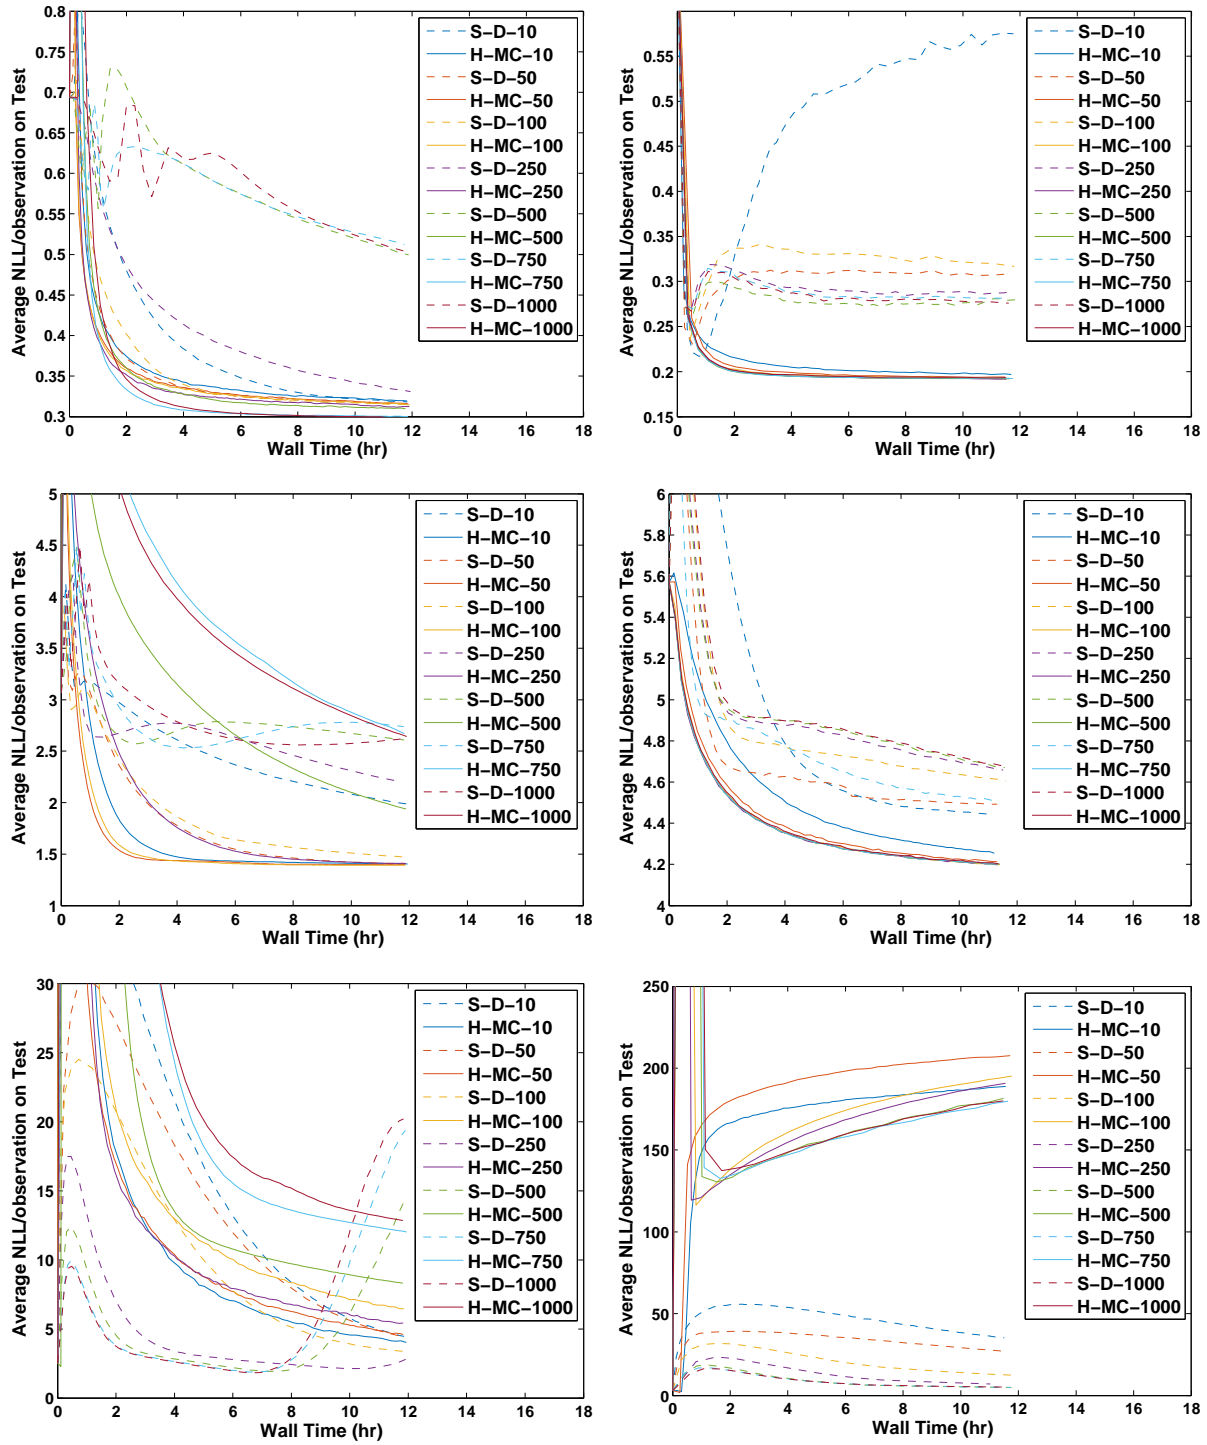 Average NLL/observation on Test
0.8
0.7
0.6
0.5
0.4
0.35
0.3
0 2 4 6 8 10 12 14 16 18
Wall Time (hr)
S-D-10
H-MC-10
S-D-50
H-MC-50
S-D-100
H-MC-100
S-D-250
H-MC-250
S-D-500
H-MC-500
S-D-750
H-MC-750
S-D-1000
H-MC-1000
Average NLL/observation on Test
0.55
0.5
0.4
0.35
0.3
0.25
0.2
0.15
0 2 4 6 8 10 12 14 16 18
Wall Time (hr)
S-D-10
H-MC-10
S-D-50
H-MC-50
S-D-100
H-MC-100
S-D-250
H-MC-250
S-D-500
H-MC-500
S-D-750
H-MC-750
S-D-1000
H-MC-1000
Average NLL/observation on Test
5
4.5
4
3.5
3
2.5
2
1.5
1
0 2 4 6 8 10 12 14 16 18
Wall Time (hr)
S-D-10
H-MC-10
S-D-50
H-MC-50
S-D-100
H-MC-100
S-D-250
H-MC-250
S-D-500
H-MC-500
S-D-750
H-MC-750
S-D-1000
H-MC-1000
Average NLL/observation on Test
6
5.8
5.6
5.4
5.2
5
4.8
4.6
4.4
4.2
4
0 2 4 6 8 10 12 14 16 18
Wall Time (hr)
S-D-10
H-MC-10
S-D-50
H-MC-50
S-D-100
H-MC-100
S-D-250
H-MC-250
S-D-500
H-MC-500
S-D-750
H-MC-750
S-D-1000
H-MC-1000
Average NLL/observation on Test
30
25
20
15
10
5
0
0 2 4 6 8 10 12 14 16 18
Wall Time (hr)
S-D-10
H-MC-10
S-D-50
H-MC-50
S-D-100
H-MC-100
S-D-250
H-MC-250
S-D-500
H-MC-500
S-D-750
H-MC-750
S-D-1000
H-MC-1000
Average NLL/observation on Test
250
200
150
100
50
0
0 2 4 6 8 10 12 14 16 18
Wall Time (hr)
S-D-10
H-MC-10
S-D-50
H-MC-50
S-D-100
H-MC-100
S-D-250
H-MC-250
S-D-500
H-MC-500
S-D-750
H-MC-750
S-D-1000
H-MC-1000